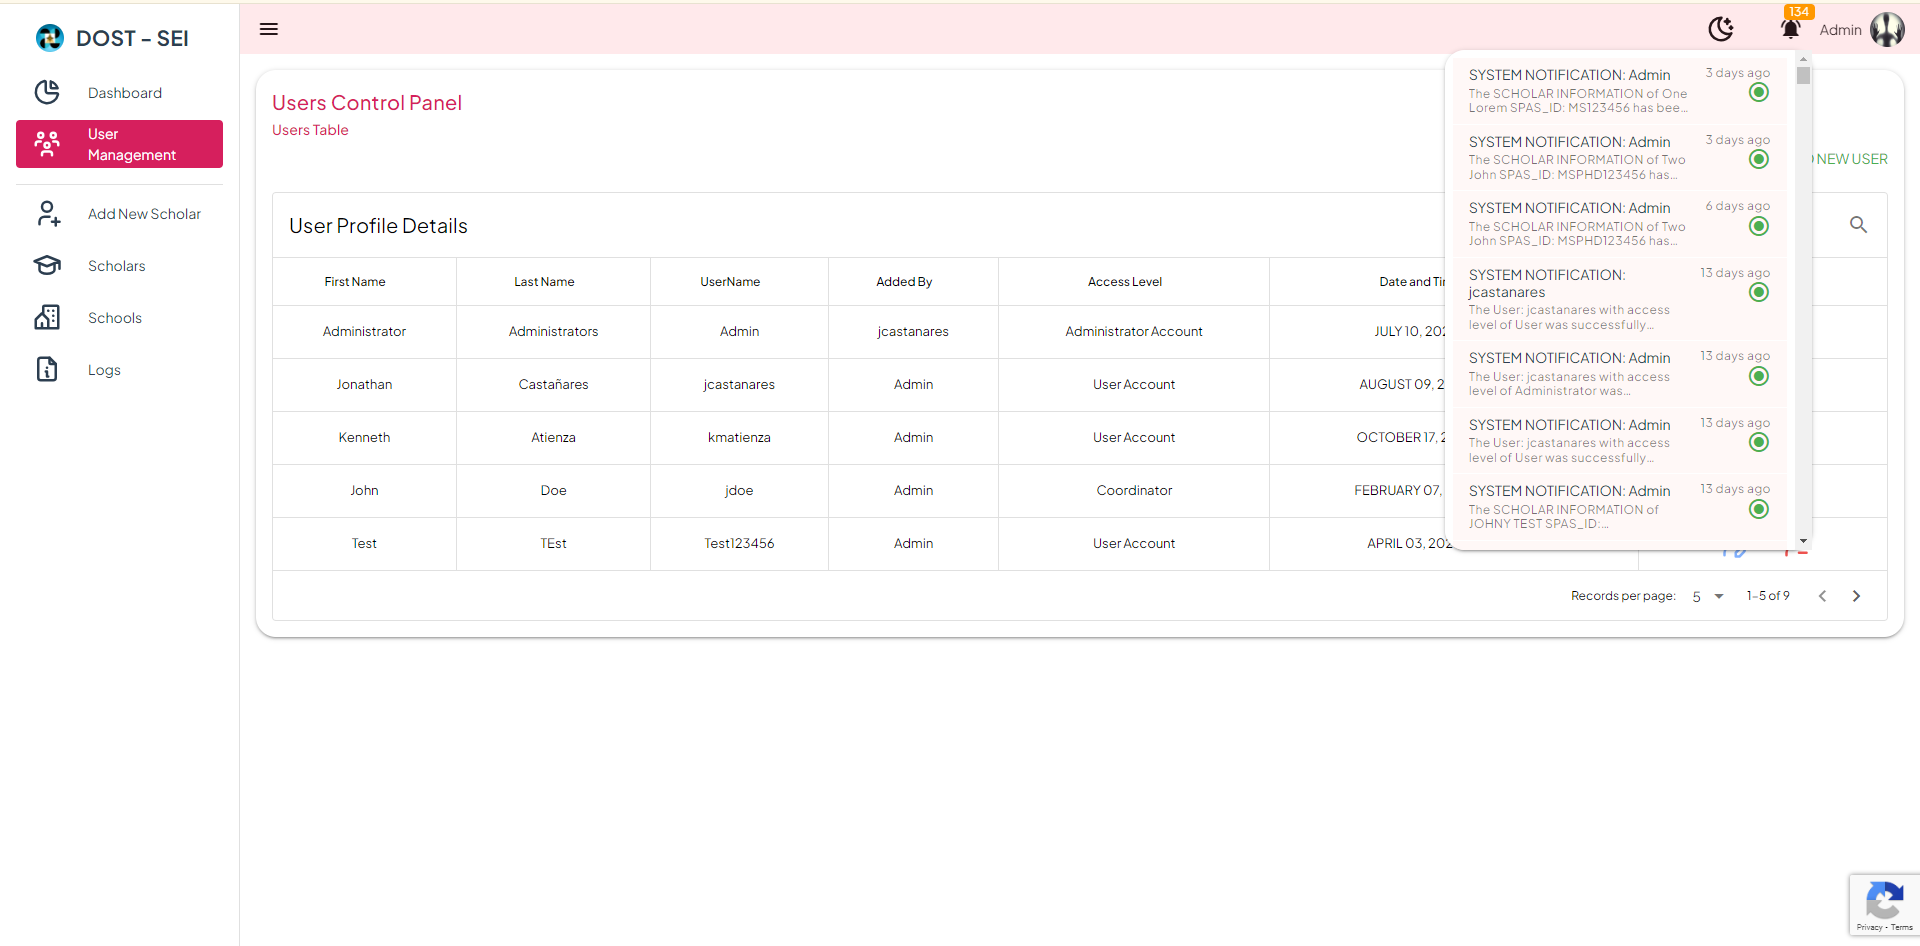 DOST - SEI
134
Admin
Dashboard
User
Management
Add New Scholar
Scholars
Schools
Logs
Users Control Panel
Users Table
NEW USER
User Profile Details
First Name Last Name UserName Added By Access Level Date and Ti
Administrator Administrators Admin jcastanares Administrator Account JULY 10, 202
Jonathan Castañares jcastanares Admin User Account AUGUST 09, 2
Kenneth Atienza kmatienza Admin User Account OCTOBER 17, 2
John Doe jdoe Admin Coordinator FEBRUARY 07,
Test TEst Test123456 Admin User Account APRIL 03, 202
Records per page: 5 1-5 of 9
SYSTEM NOTIFICATION: Admin 3 days ago
The SCHOLAR INFORMATION of One
Lorem SPAS_ID: MS123456 has bee...
SYSTEM NOTIFICATION: Admin 3 days ago
The SCHOLAR INFORMATION of Two
John SPAS_ID: MSPHD123456 has...
SYSTEM NOTIFICATION: Admin 6 days ago
The SCHOLAR INFORMATION of Two
John SPAS_ID: MSPHD123456 has...
SYSTEM NOTIFICATION: 13 days ago
jcastanares
The User: jcastanares with access
level of User was successfully...
SYSTEM NOTIFICATION: Admin 13 days ago
The User: jcastanares with access
level of Administrator was...
SYSTEM NOTIFICATION: Admin 13 days ago
The User: jcastanares with access
level of User was successfully...
SYSTEM NOTIFICATION: Admin 13 days ago
The SCHOLAR INFORMATION of
JOHNY TEST SPAS_ID:...
Privacy - Terms